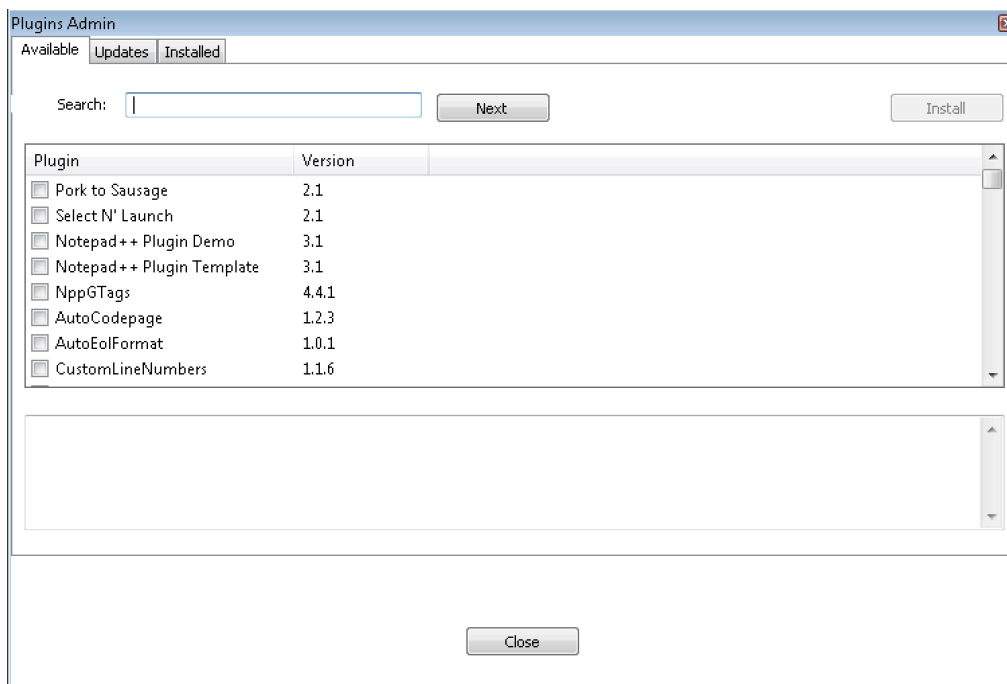 Plugins Admin
Available Updates Installed
Search: Next Install
Plugin Version
Pork to Sausage 2.1
Select N' Launch 2.1
Notepad++ Plugin Demo 3.1
Notepad++ Plugin Template 3.1
NppGTags 4.4.1
AutoCodepage 1.2.3
AutoEolFormat 1.0.1
CustomLineNumbers 1.1.6
Close